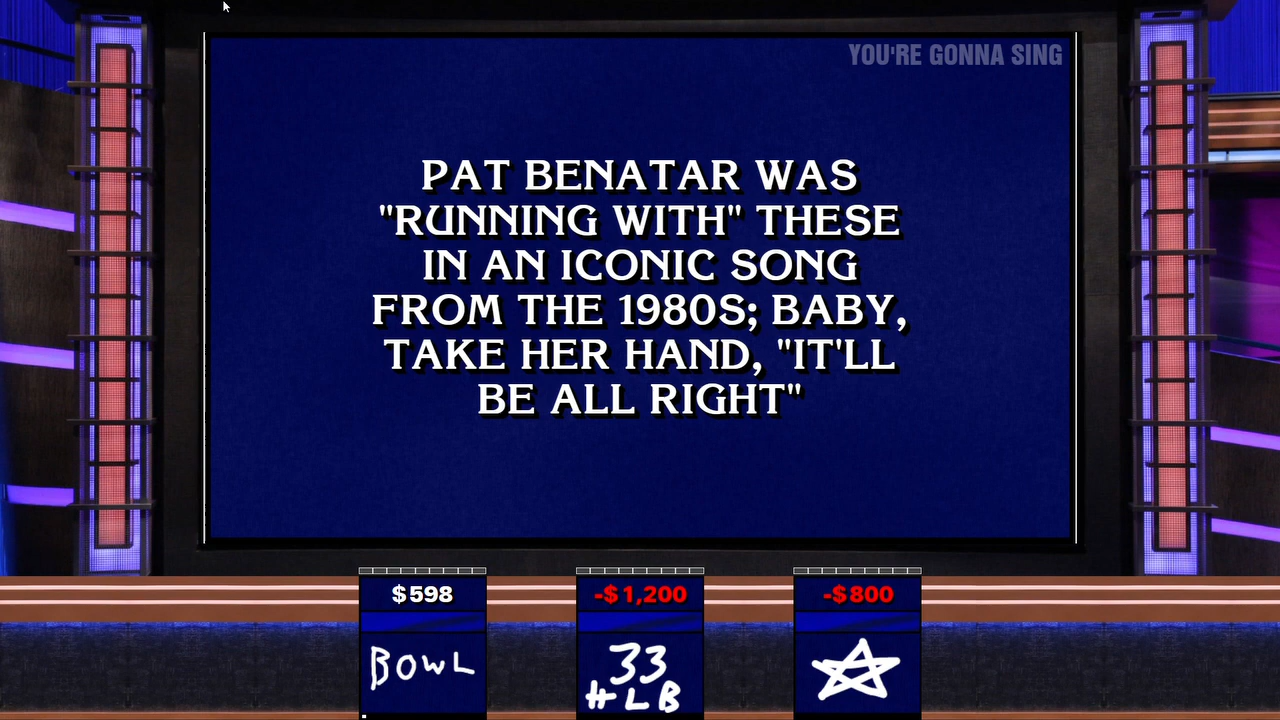 YOU'RE GONNA SING
PAT BENATAR WAS
"RUNNING WITH" THESE
IN AN ICONIC SONG
FROM THE 1980S; BABY,
TAKE HER HAND, "IT'LL
BE ALL RIGHT"
$598
-$1,200
-$800
BOWL
33
HLB